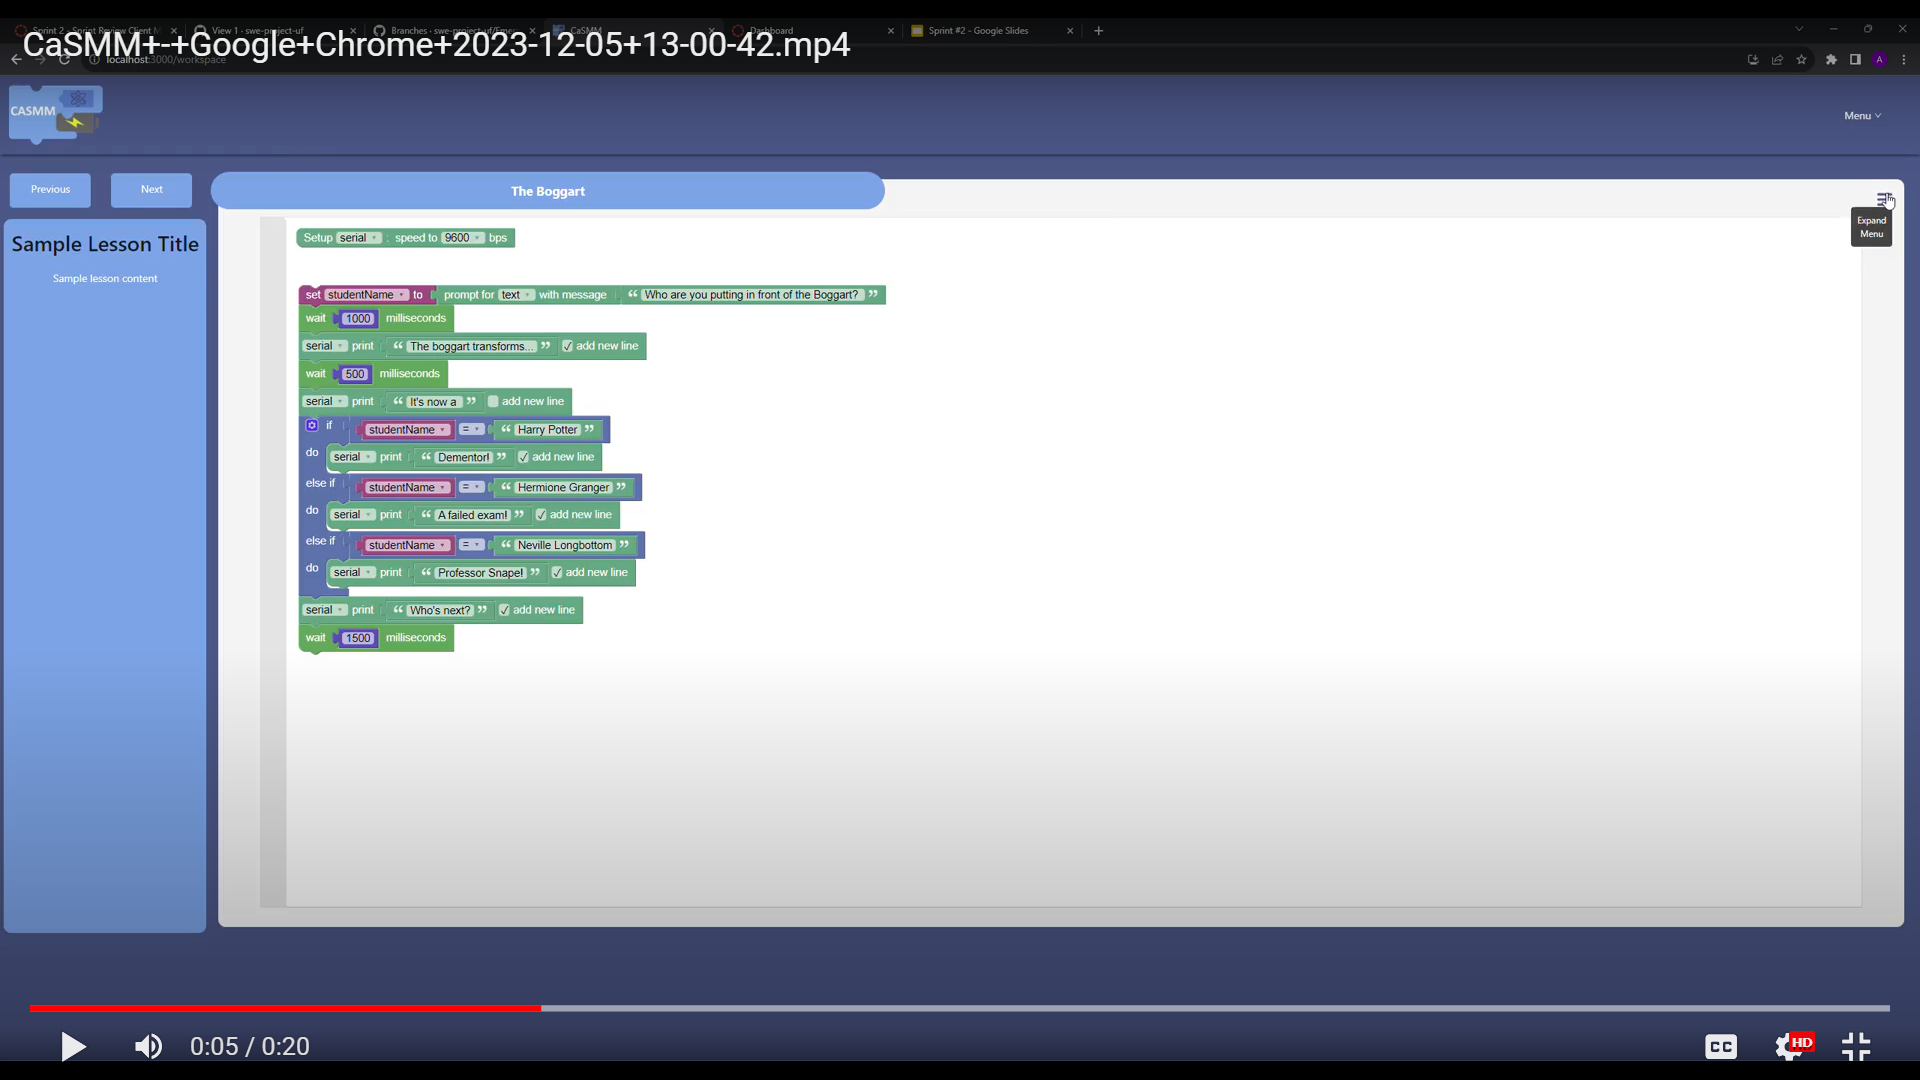 Sprint 2 - Sprint Review Client M
View 1 · swe-project-uf
Branches · swe-project-uf/Eme
CaSMM
Dashboard
Sprint #2 - Google Slides
CaSMM+-+Google+Chrome+2023-12-05+13-00-42.mp4
localhost:3000/workspace
A
CASMM
Menu
Previous
Next
The Boggart
Expand
Menu
Sample Lesson Title
Sample lesson content
Setup serial : speed to 9600 bps
set studentName to prompt for text with message “ Who are you putting in front of the Boggart? ”
wait 1000 milliseconds
serial print “ The boggart transforms... ” ✓ add new line
wait 500 milliseconds
serial print “ It's now a ” add new line
if studentName = “ Harry Potter ”
do serial print “ Dementor! ” ✓ add new line
else if studentName = “ Hermione Granger ”
do serial print “ A failed exam! ” ✓ add new line
else if studentName = “ Neville Longbottom ”
do serial print “ Professor Snape! ” ✓ add new line
serial print “ Who's next? ” ✓ add new line
wait 1500 milliseconds
0:05 / 0:20
CC
HD